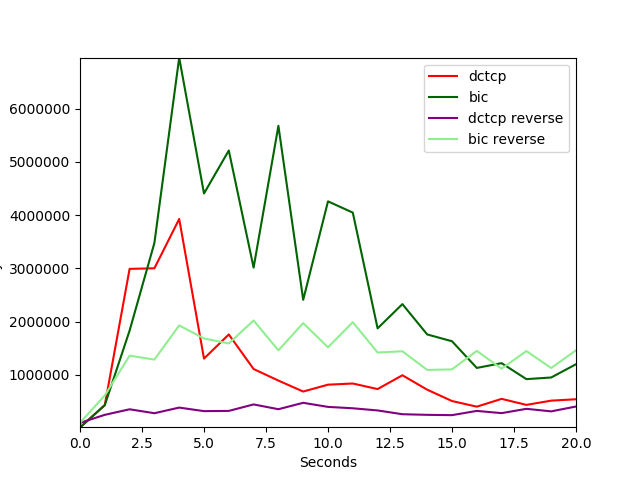 dctcp
bic
dctcp reverse
bic reverse
6000000
5000000
4000000
3000000
2000000
1000000
0.0 2.5 5.0 7.5 10.0 12.5 15.0 17.5 20.0
Seconds